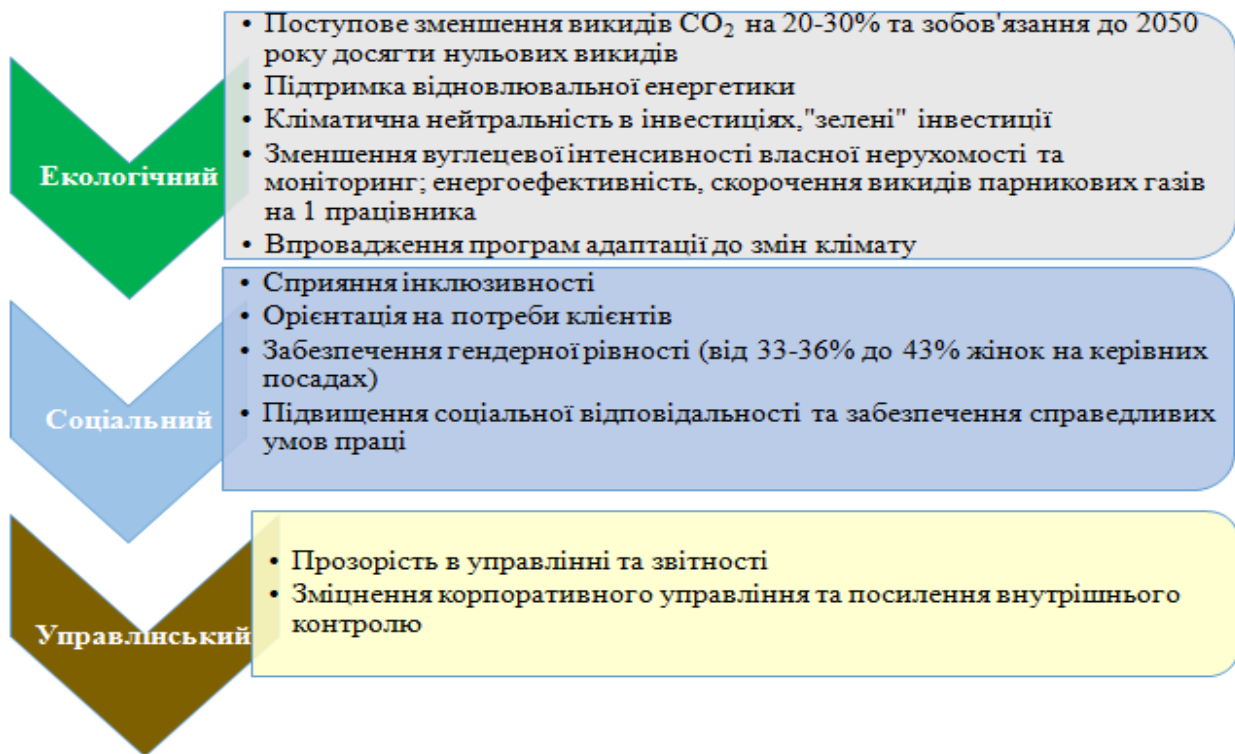 Екологічний
• Поступове зменшення викидів CO₂ на 20-30% та зобов'язання до 2050
року досягти нульових викидів
• Підтримка відновлювальної енергетики
• Кліматична нейтральність в інвестиціях,"зелені" інвестиції
• Зменшення вуглецевої інтенсивності власної нерухомості та
моніторинг; енергоефективність, скорочення викидів парникових газів
на 1 працівника
• Впровадження програм адаптації до змін клімату
Соціальний
• Сприяння інклюзивності
• Орієнтація на потреби клієнтів
• Забезпечення гендерної рівності (від 33-36% до 43% жінок на керівних
посадах)
• Підвищення соціальної відповідальності та забезпечення справедливих
умов праці
Управлінський
• Прозорість в управлінні та звітності
• Зміцнення корпоративного управління та посилення внутрішнього
контролю